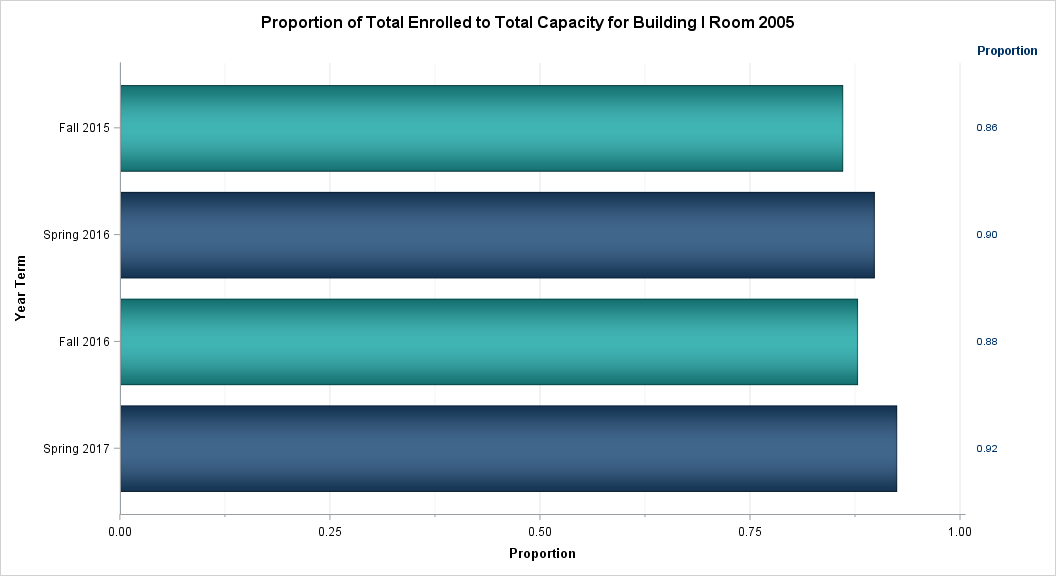 Proportion of Total Enrolled to Total Capacity for Building I Room 2005
Proportion
Fall 2015 0.86
Spring 2016 0.90
Fall 2016 0.88
Spring 2017 0.92
Year Term
0.00 0.25 0.50 0.75 1.00
Proportion